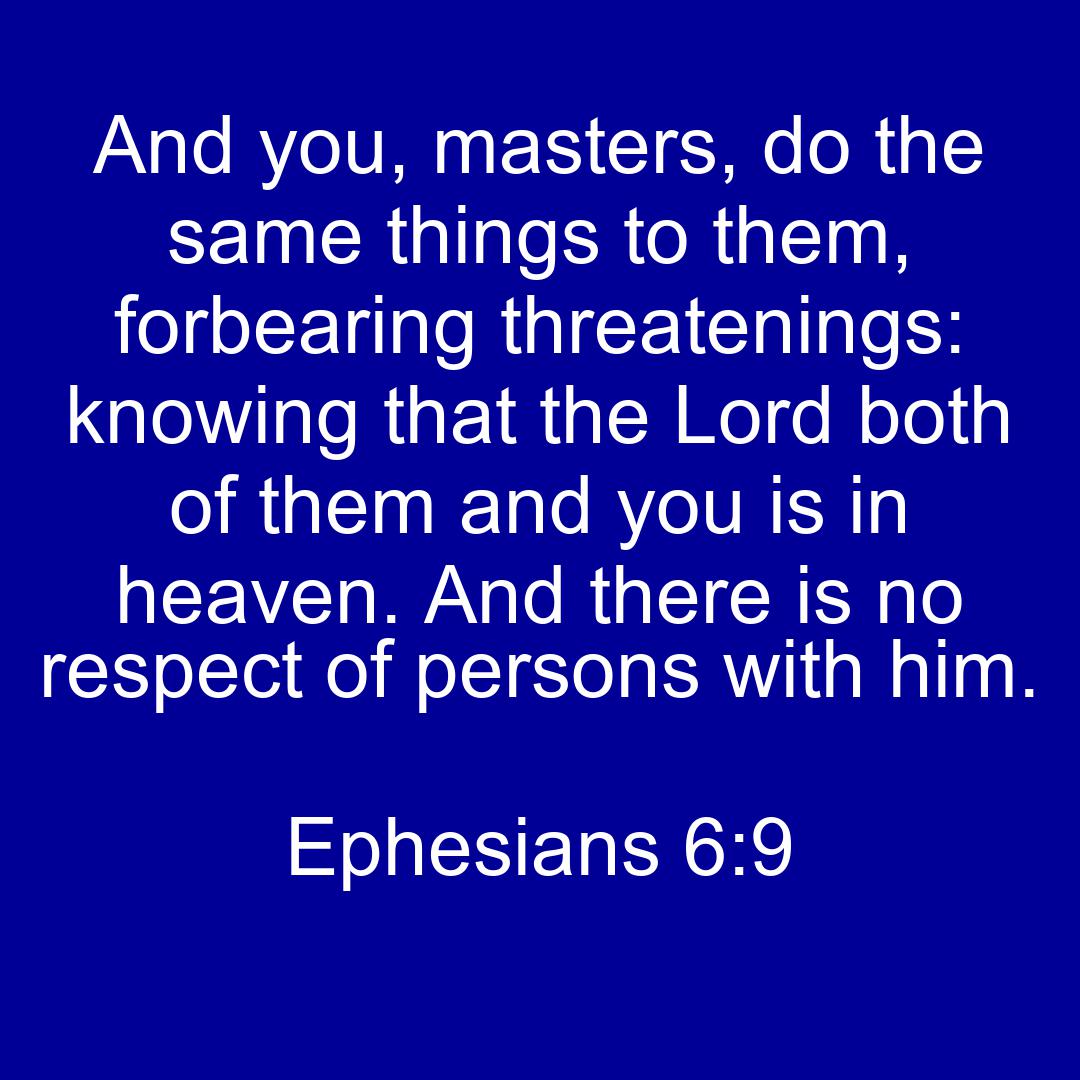 And you, masters, do the
same things to them,
forbearing threatenings:
knowing that the Lord both
of them and you is in
heaven. And there is no
respect of persons with him.
Ephesians 6:9